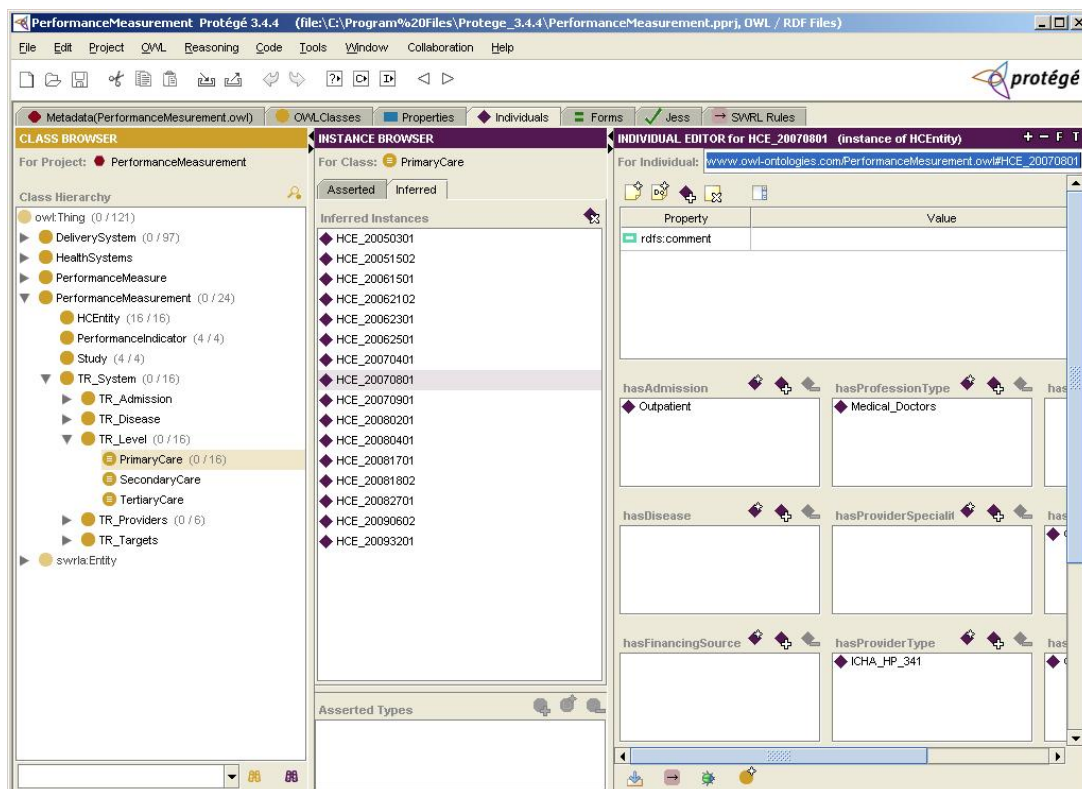 PerformanceMeasurement Protégé 3.4.4 (file:\C:\Program%20Files\Protege_3.4.4\PerformanceMeasurement.pprj, OWL / RDF Files)
File Edit Project OWL Reasoning Code Tools Window Collaboration Help
protégé
Metadata(PerformanceMesurement.owl) OWLClasses Properties Individuals Forms Jess SWRL Rules
CLASS BROWSER
For Project: PerformanceMeasurement
Class Hierarchy
owl:Thing (0 / 121)
DeliverySystem (0 / 97)
HealthSystems
PerformanceMeasure
PerformanceMeasurement (0 / 24)
HCEntity (16 / 16)
PerformanceIndicator (4 / 4)
Study (4 / 4)
TR_System (0 / 16)
TR_Admission
TR_Disease
TR_Level (0 / 16)
PrimaryCare (0 / 16)
SecondaryCare
TertiaryCare
TR_Providers (0 / 6)
TR_Targets
swrla:Entity
INSTANCE BROWSER
For Class: PrimaryCare
Asserted Inferred
Inferred Instances
HCE_20050301
HCE_20051502
HCE_20061501
HCE_20062102
HCE_20062301
HCE_20062501
HCE_20070401
HCE_20070801
HCE_20070901
HCE_20080201
HCE_20080401
HCE_20081701
HCE_20081802
HCE_20082701
HCE_20090602
HCE_20093201
Asserted Types
INDIVIDUAL EDITOR for HCE_20070801 (instance of HCEntity) + − F T
For Individual: www.owl-ontologies.com/PerformanceMesurement.owl#HCE_20070801
Property Value
rdfs:comment
hasAdmission hasProfessionType has
Outpatient Medical_Doctors
hasDisease hasProviderSpecialit has
hasFinancingSource hasProviderType has
ICHA_HP_341